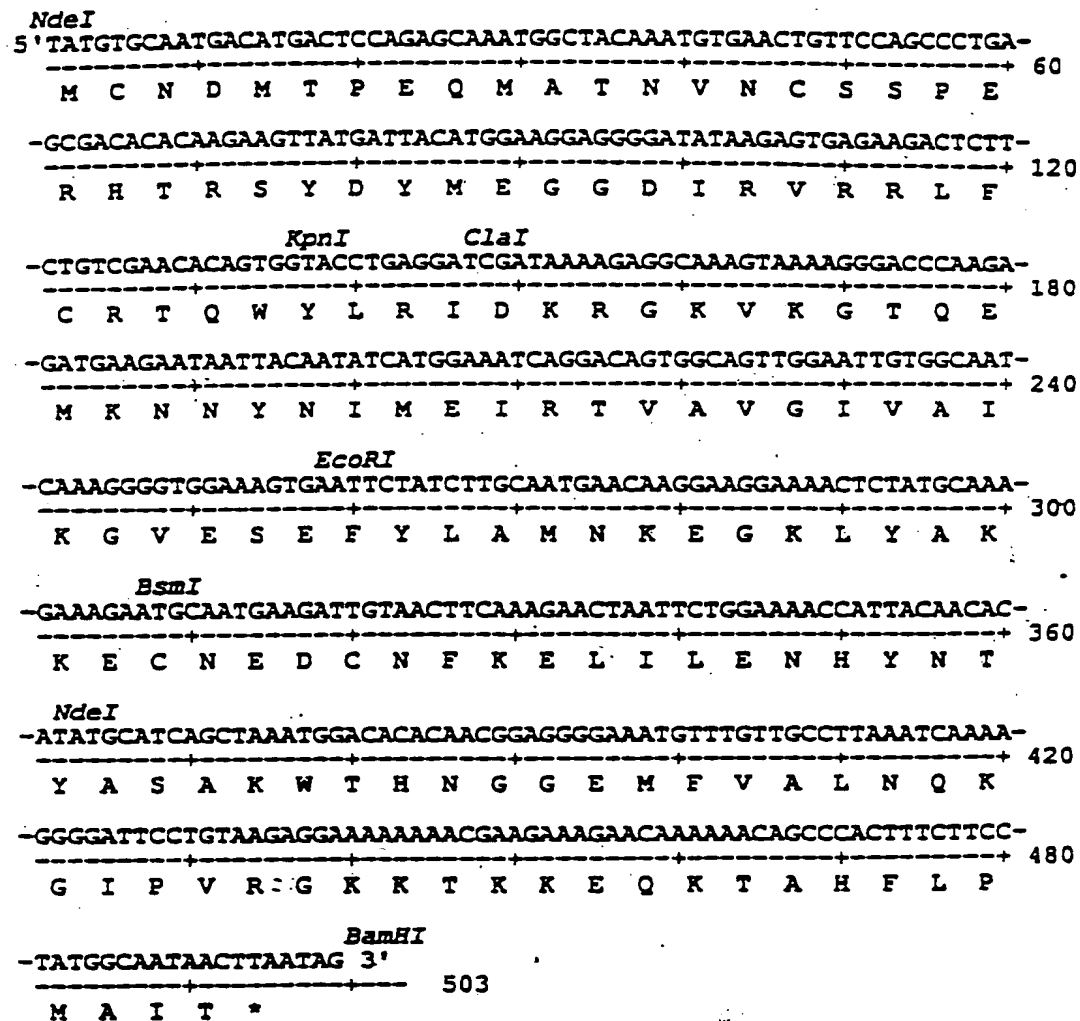 NdeI
5'TATGTGCAATGACATGACTCCAGAGCAAATGGCTACAAATGTGAACTGTTCCAGCCCTGA-
---------+---------+---------+---------+---------+---------+ 60
M C N D M T P E Q M A T N V N C S S P E
-GCGACACACAAGAAGTTATGATTACATGGAAGGAGGGGATATAAGAGTGAGAAGACTCTT-
---------+---------+---------+---------+---------+---------+ 120
R H T R S Y D Y M E G G D I R V R R L F
KpnI ClaI
-CTGTCGAACACAGTGGTACCTGAGGATCGATAAAAGAGGCAAAGTAAAAGGGACCCAAGA-
---------+---------+---------+---------+---------+---------+ 180
C R T Q W Y L R I D K R G K V K G T Q E
-GATGAAGAATAATTACAATATCATGGAAATCAGGACAGTGGCAGTTGGAATTGTGGCAAT-
---------+---------+---------+---------+---------+---------+ 240
M K N N Y N I M E I R T V A V G I V A I
EcoRI
-CAAAGGGGTGGAAAGTGAATTCTATCTTGCAATGAACAAGGAAGGAAAACTCTATGCAAA-
---------+---------+---------+---------+---------+---------+ 300
K G V E S E F Y L A M N K E G K L Y A K
BsmI
-GAAAGAATGCAATGAAGATTGTAACTTCAAAGAACTAATTCTGGAAAACCATTACAACAC-
---------+---------+---------+---------+---------+---------+ 360
K E C N E D C N F K E L I L E N H Y N T
NdeI
-ATATGCATCAGCTAAATGGACACACAACGGAGGGGAAATGTTTGTTGCCTTAAATCAAAA-
---------+---------+---------+---------+---------+---------+ 420
Y A S A K W T H N G G E M F V A L N Q K
-GGGGATTCCTGTAAGAGGAAAAAAAACGAAGAAAGAACAAAAAACAGCCCACTTTCTTCC-
---------+---------+---------+---------+---------+---------+ 480
G I P V R G K K T K K E Q K T A H F L P
BamHI
-TATGGCAATAACTTAATAG 3'
---------+---------+--- 503
M A I T *